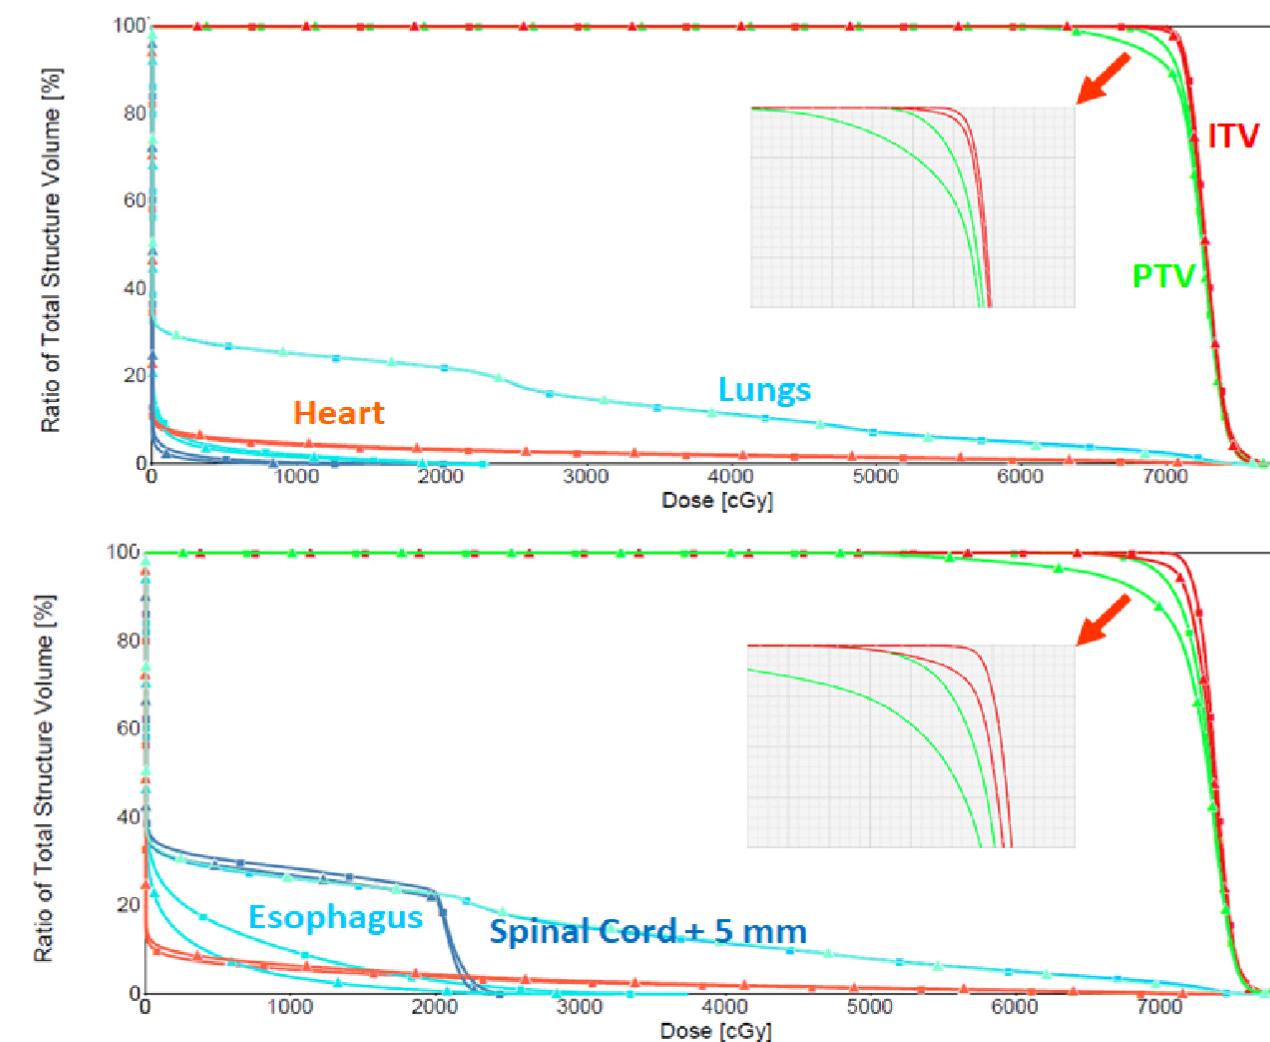 Ratio of Total Structure Volume [%]
100
80
60
40
20
0
ITV
PTV
Lungs
Heart
0 1000 2000 3000 4000 5000 6000 7000
Dose [cGy]
Ratio of Total Structure Volume [%]
100
80
60
40
20
0
Esophagus
Spinal Cord + 5 mm
0 1000 2000 3000 4000 5000 6000 7000
Dose [cGy]